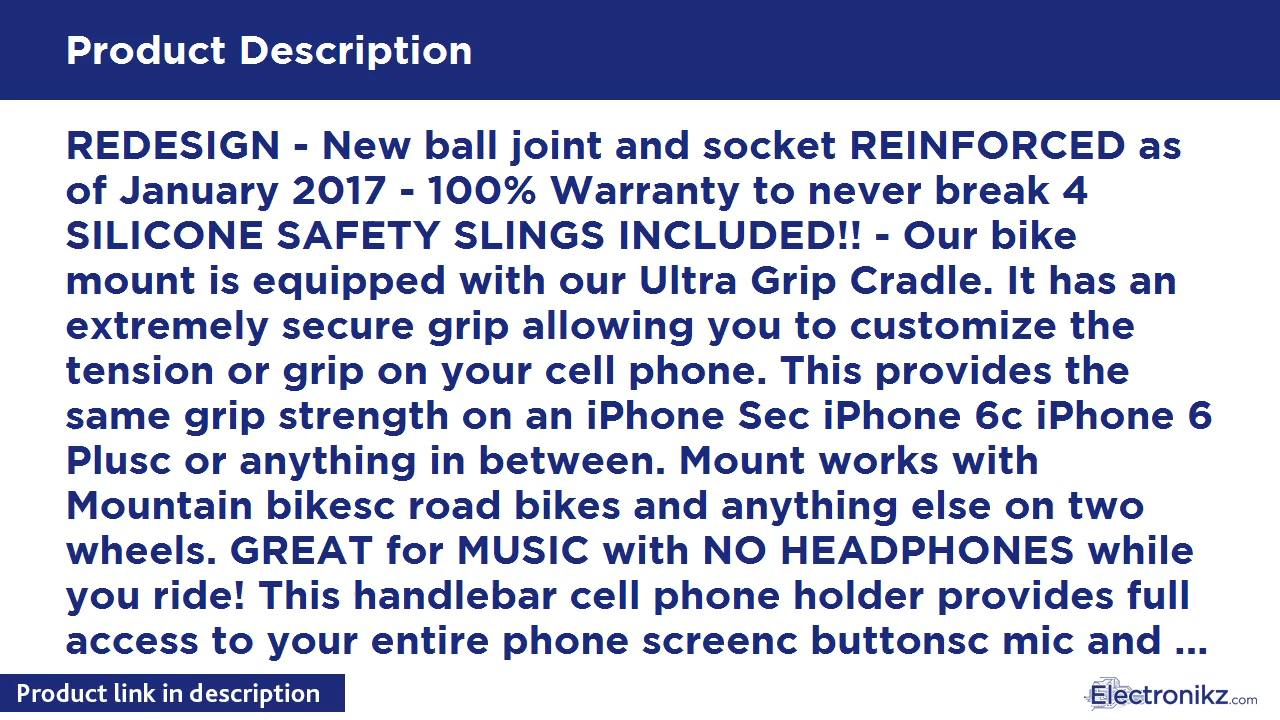 Product Description
REDESIGN - New ball joint and socket REINFORCED as
of January 2017 - 100% Warranty to never break 4
SILICONE SAFETY SLINGS INCLUDED!! - Our bike
mount is equipped with our Ultra Grip Cradle. It has an
extremely secure grip allowing you to customize the
tension or grip on your cell phone. This provides the
same grip strength on an iPhone Sec iPhone 6c iPhone 6
Plusc or anything in between. Mount works with
Mountain bikesc road bikes and anything else on two
wheels. GREAT for MUSIC with NO HEADPHONES while
you ride! This handlebar cell phone holder provides full
access to your entire phone screenc buttonsc mic and ...
Product link in description
Electronikz.com